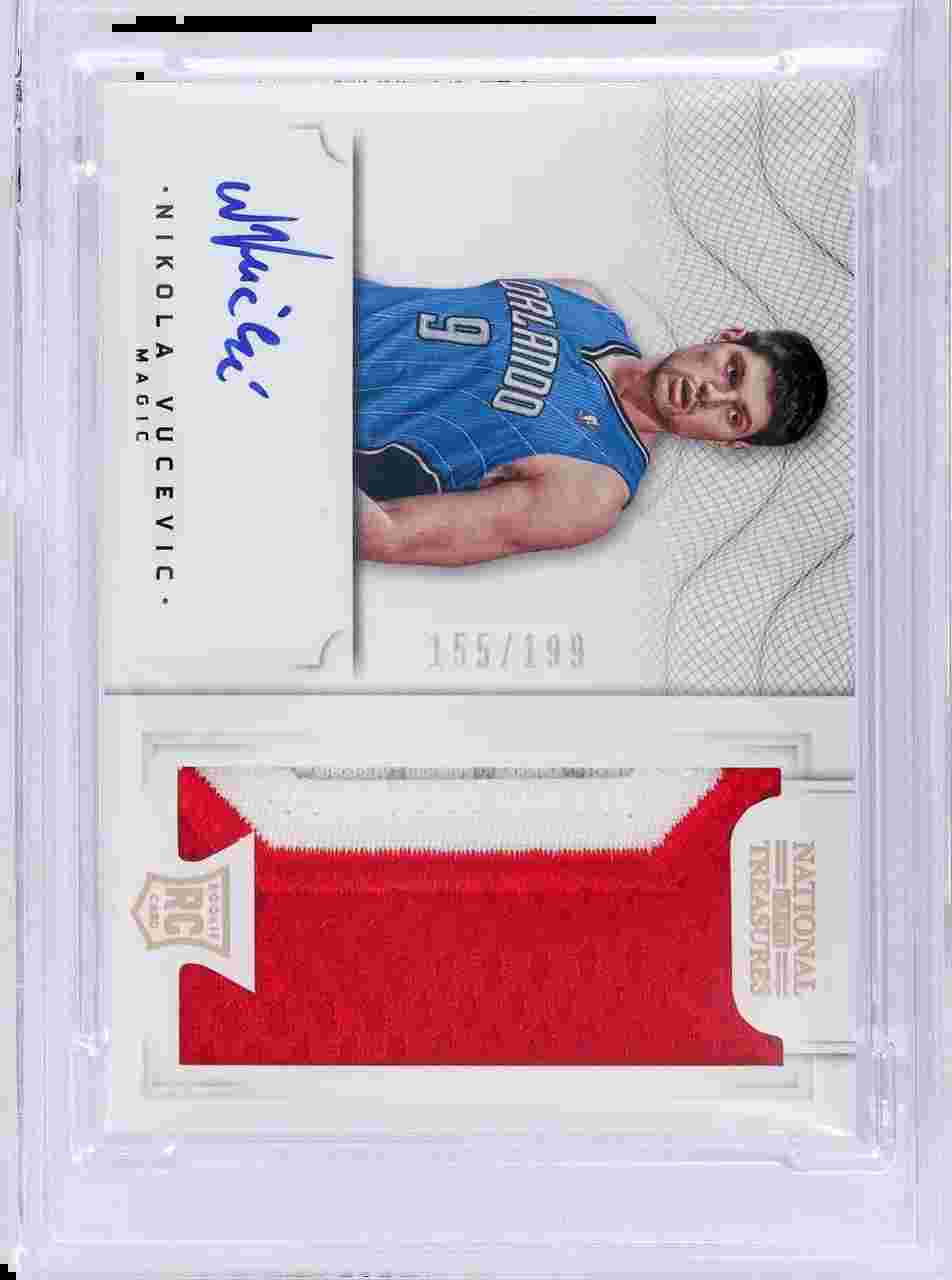 NATIONAL
TREASURES
ORLANDO
9
155/199
·NIKOLA VUCEVIC·
MAGIC
ROOKIE
RC
CARD